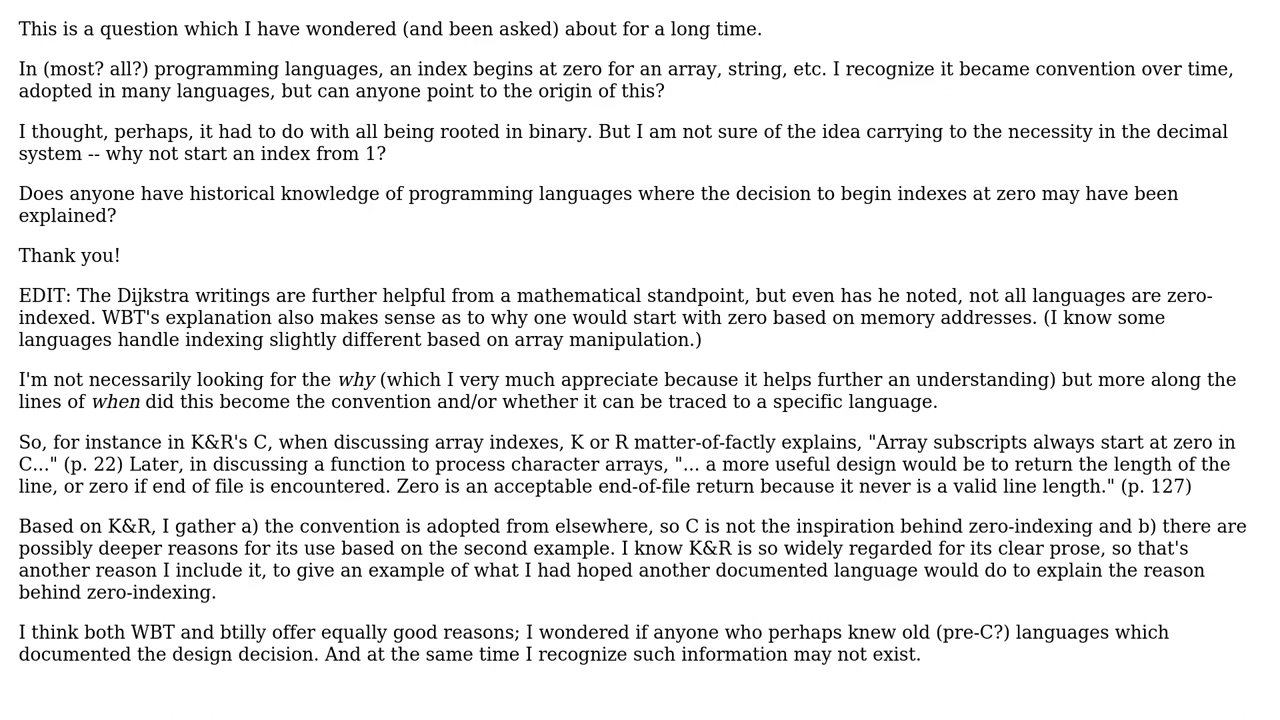 This is a question which I have wondered (and been asked) about for a long time.
In (most? all?) programming languages, an index begins at zero for an array, string, etc. I recognize it became convention over time,
adopted in many languages, but can anyone point to the origin of this?
I thought, perhaps, it had to do with all being rooted in binary. But I am not sure of the idea carrying to the necessity in the decimal
system -- why not start an index from 1?
Does anyone have historical knowledge of programming languages where the decision to begin indexes at zero may have been
explained?
Thank you!
EDIT: The Dijkstra writings are further helpful from a mathematical standpoint, but even has he noted, not all languages are zero-
indexed. WBT's explanation also makes sense as to why one would start with zero based on memory addresses. (I know some
languages handle indexing slightly different based on array manipulation.)
I'm not necessarily looking for the why (which I very much appreciate because it helps further an understanding) but more along the
lines of when did this become the convention and/or whether it can be traced to a specific language.
So, for instance in K&R's C, when discussing array indexes, K or R matter-of-factly explains, "Array subscripts always start at zero in
C..." (p. 22) Later, in discussing a function to process character arrays, "... a more useful design would be to return the length of the
line, or zero if end of file is encountered. Zero is an acceptable end-of-file return because it never is a valid line length." (p. 127)
Based on K&R, I gather a) the convention is adopted from elsewhere, so C is not the inspiration behind zero-indexing and b) there are
possibly deeper reasons for its use based on the second example. I know K&R is so widely regarded for its clear prose, so that's
another reason I include it, to give an example of what I had hoped another documented language would do to explain the reason
behind zero-indexing.
I think both WBT and btilly offer equally good reasons; I wondered if anyone who perhaps knew old (pre-C?) languages which
documented the design decision. And at the same time I recognize such information may not exist.